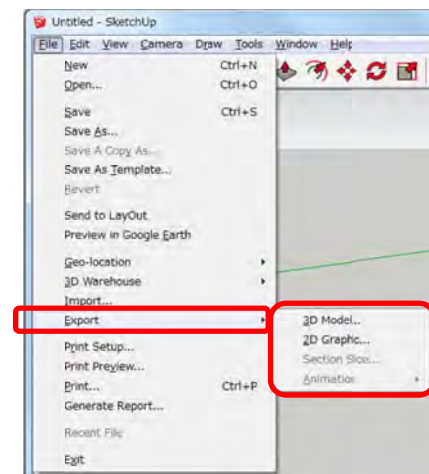 Untitled - SketchUp
File Edit View Camera Draw Tools Window Help
New Ctrl+N
Open... Ctrl+O
Save Ctrl+S
Save As...
Save A Copy As...
Save As Template...
Revert
Send to LayOut
Preview in Google Earth
Geo-location
3D Warehouse
Import...
Export
3D Model...
2D Graphic...
Section Slice...
Animation
Print Setup...
Print Preview...
Print... Ctrl+P
Generate Report...
Recent File
Exit